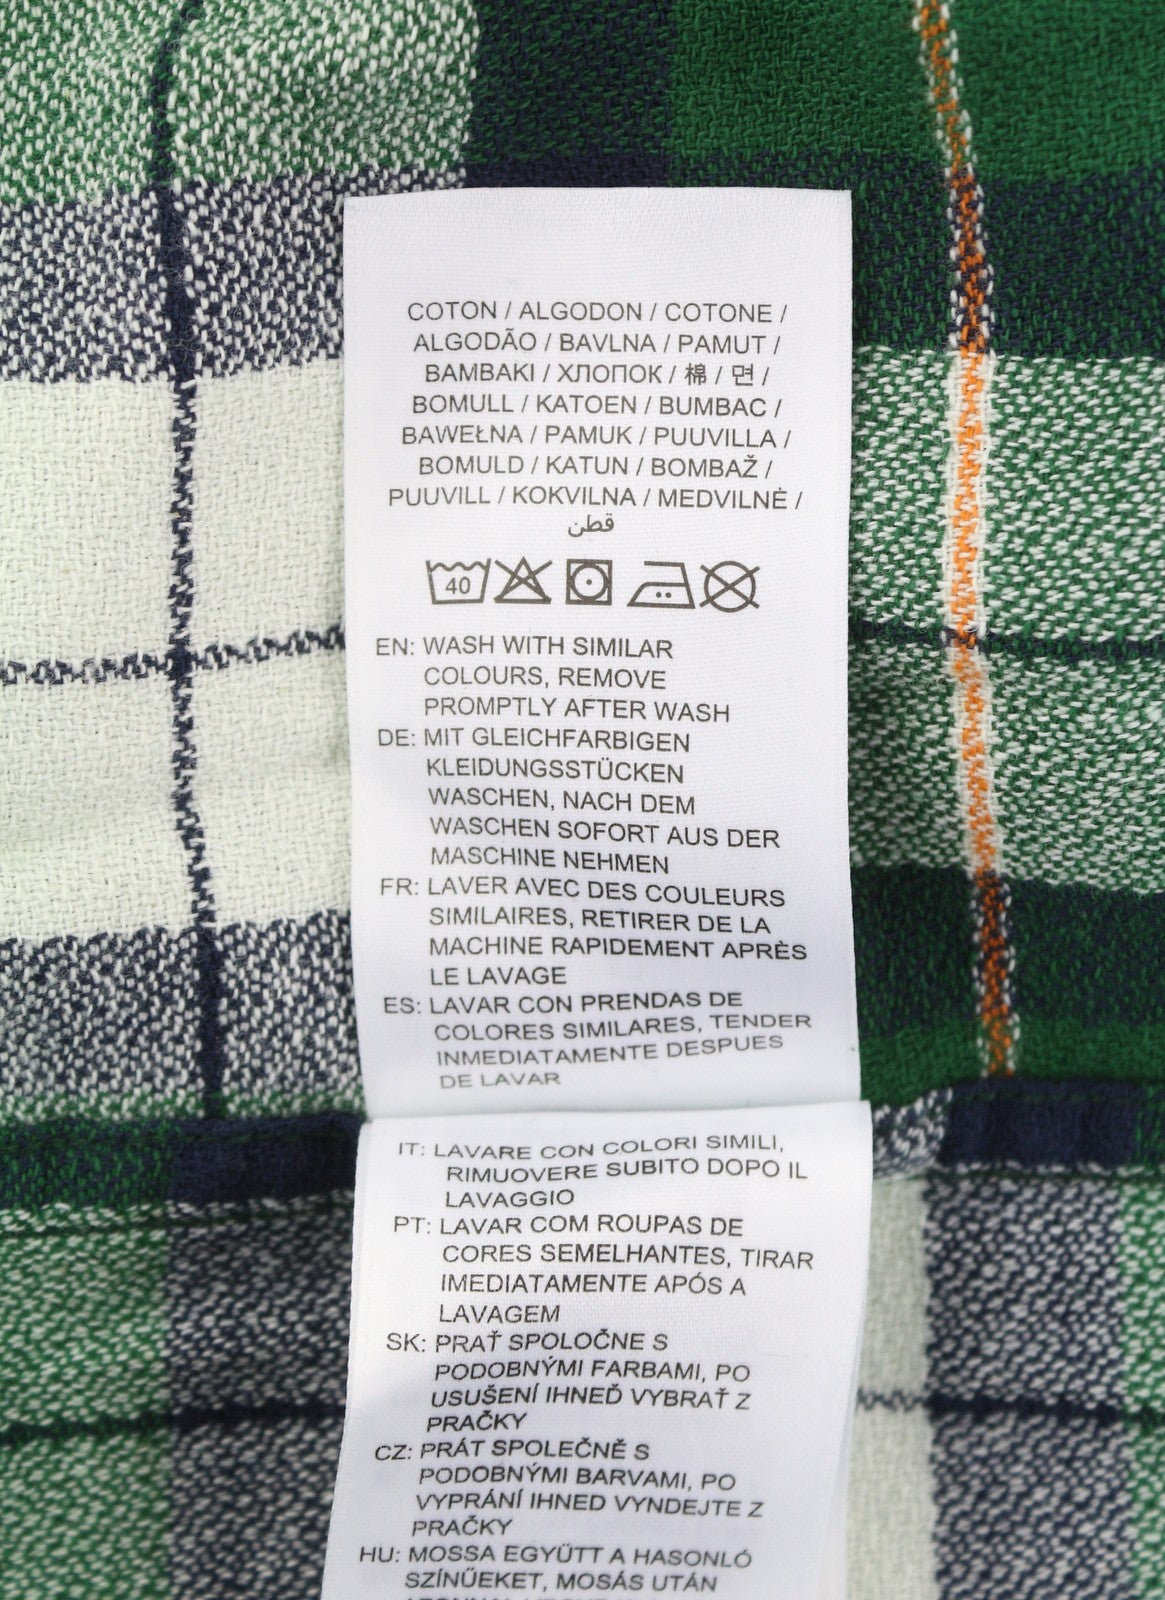 COTON / ALGODON / COTONE /
ALGODÃO / BAVLNA / PAMUT /
BAMBAKI / ХЛОПОК / 棉 / 면 /
BOMULL / KATOEN / BUMBAC /
BAWEŁNA / PAMUK / PUUVILLA /
BOMULD / KATUN / BOMBAŽ /
PUUVILL / KOKVILNA / MEDVILNĖ /
قطن
40
EN: WASH WITH SIMILAR
COLOURS, REMOVE
PROMPTLY AFTER WASH
DE: MIT GLEICHFARBIGEN
KLEIDUNGSSTÜCKEN
WASCHEN, NACH DEM
WASCHEN SOFORT AUS DER
MASCHINE NEHMEN
FR: LAVER AVEC DES COULEURS
SIMILAIRES, RETIRER DE LA
MACHINE RAPIDEMENT APRÈS
LE LAVAGE
ES: LAVAR CON PRENDAS DE
COLORES SIMILARES, TENDER
INMEDIATAMENTE DESPUES
DE LAVAR
IT: LAVARE CON COLORI SIMILI,
RIMUOVERE SUBITO DOPO IL
LAVAGGIO
PT: LAVAR COM ROUPAS DE
CORES SEMELHANTES, TIRAR
IMEDIATAMENTE APÓS A
LAVAGEM
SK: PRAŤ SPOLOČNE S
PODOBNÝMI FARBAMI, PO
USUŠENÍ IHNEĎ VYBRAŤ Z
PRAČKY
CZ: PRÁT SPOLEČNĚ S
PODOBNÝMI BARVAMI, PO
VYPRÁNÍ IHNED VYNDEJTE Z
PRAČKY
HU: MOSSA EGYÜTT A HASONLÓ
SZÍNŰEKET, MOSÁS UTÁN